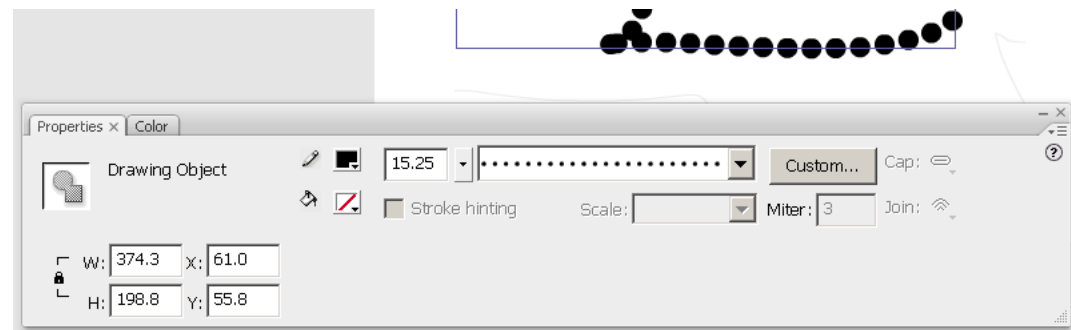 Properties × Color
Drawing Object
15.25
Custom...
Cap:
Stroke hinting
Scale:
Miter: 3
Join:
W: 374.3 X: 61.0
H: 198.8 Y: 55.8